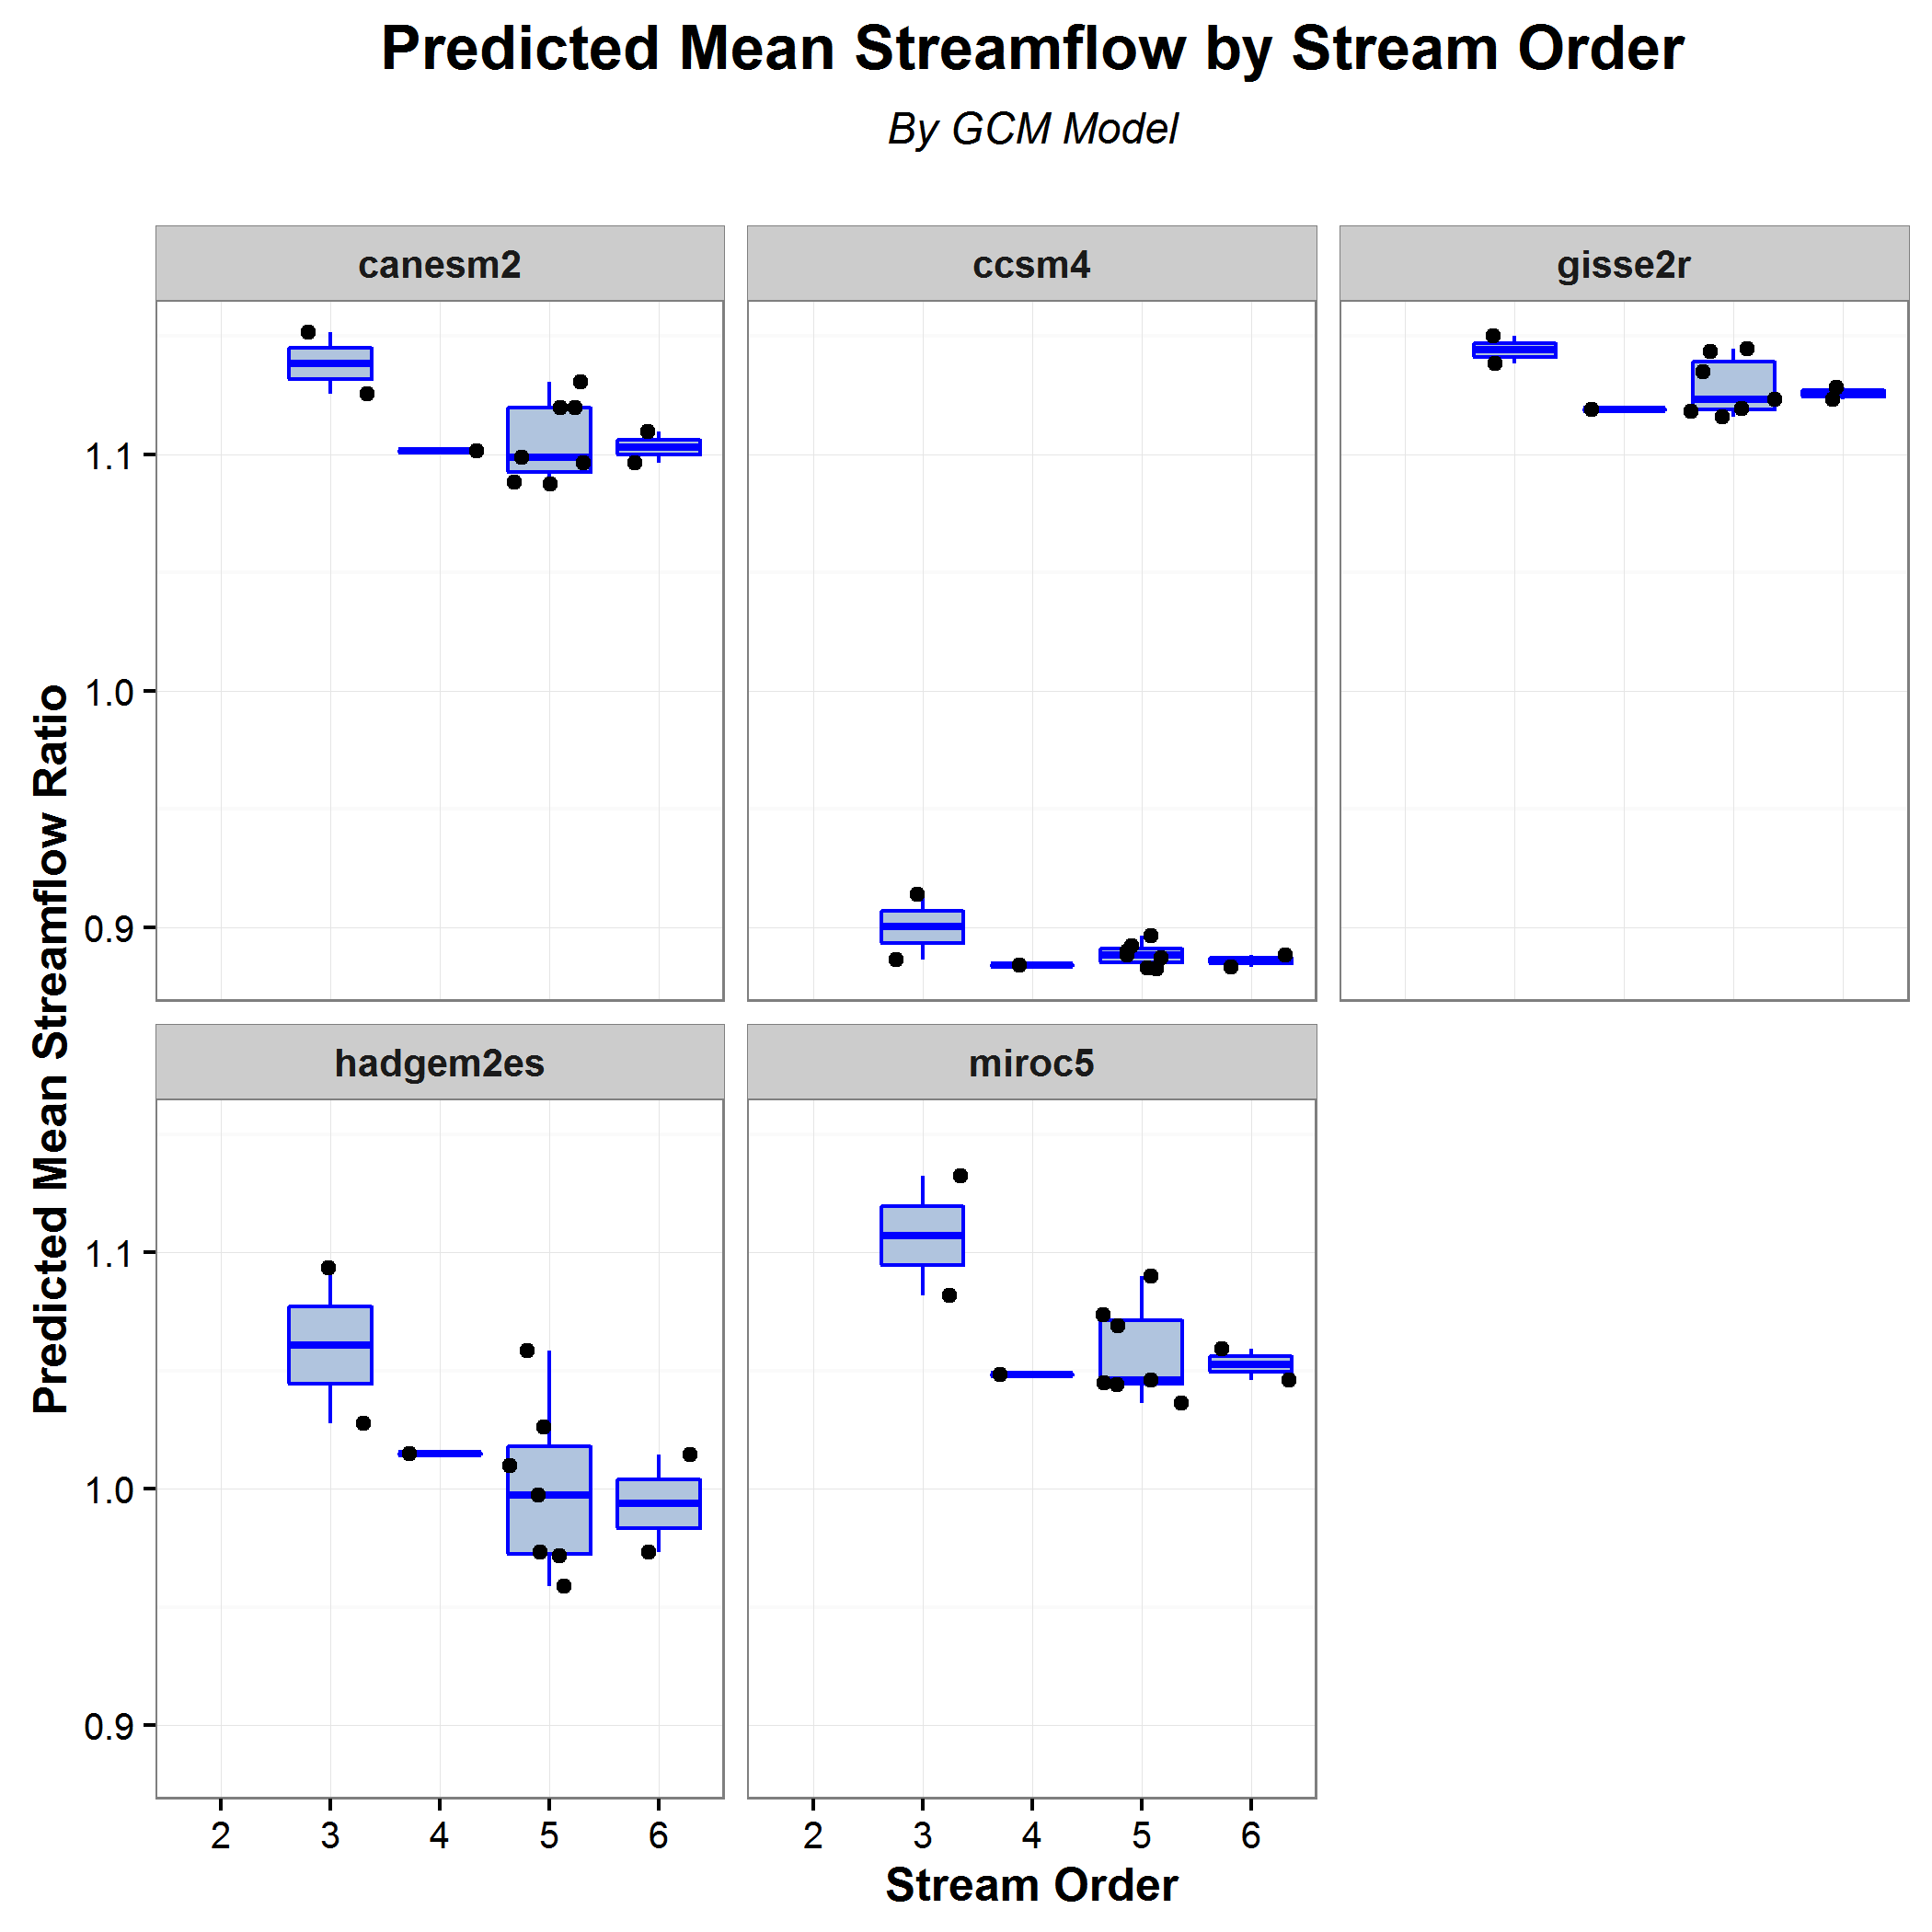 Predicted Mean Streamflow by Stream Order
By GCM Model
canesm2
ccsm4
gisse2r
1.1
1.0
0.9
Predicted Mean Streamflow Ratio
hadgem2es
miroc5
1.1
1.0
0.9
2 3 4 5 6
2 3 4 5 6
Stream Order